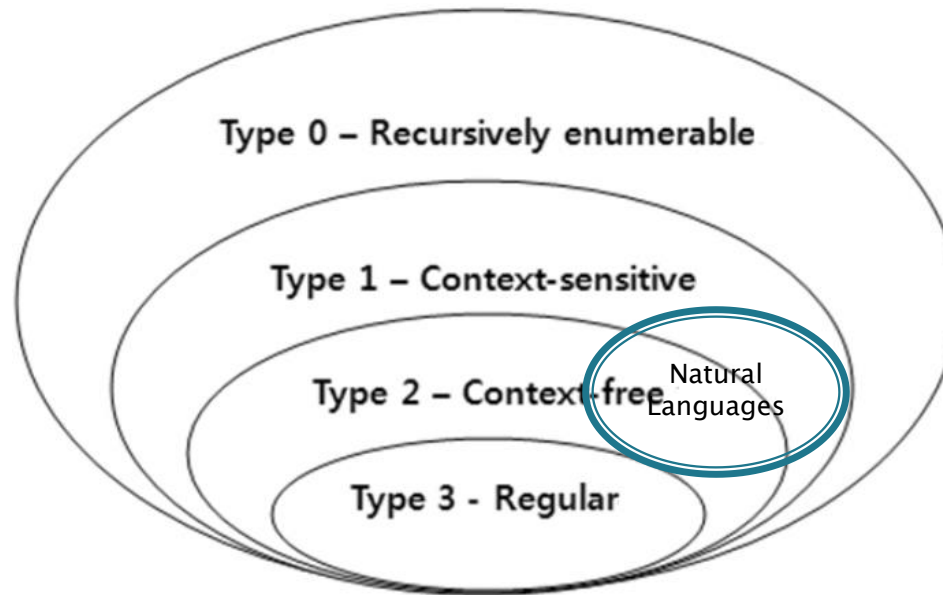 Type 0 – Recursively enumerable
Type 1 – Context-sensitive
Natural
Type 2 – Context-free
Languages
Type 3 - Regular